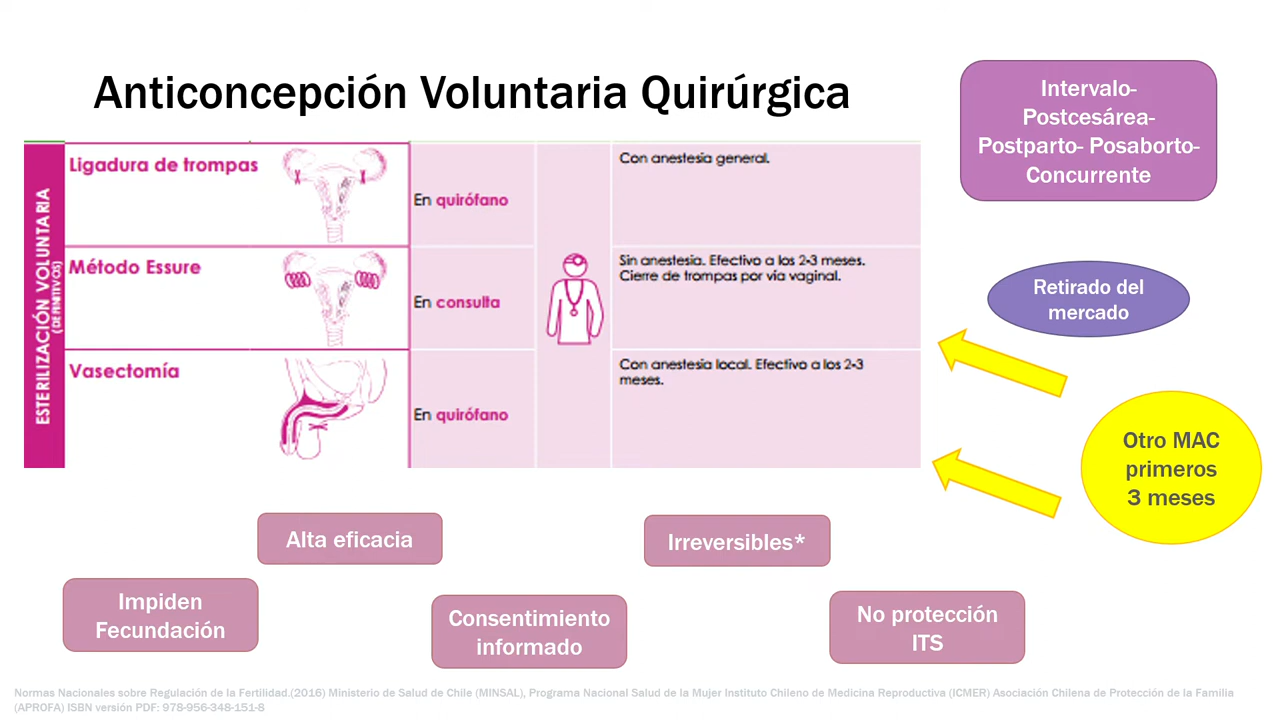 Anticoncepción Voluntaria Quirúrgica
Intervalo-
Postcesárea-
Postparto- Posaborto-
Concurrente
ESTERILIZACIÓN VOLUNTARIA
(DEFINITIVOS)
Ligadura de trompas
En quirófano
Con anestesia general.
Método Essure
En consulta
Sin anestesia. Efectivo a los 2-3 meses.
Cierre de trompas por vía vaginal.
Vasectomía
En quirófano
Con anestesia local. Efectivo a los 2-3
meses.
Retirado del
mercado
Otro MAC
primeros
3 meses
Alta eficacia
Irreversibles*
Impiden
Fecundación
Consentimiento
informado
No protección
ITS
Normas Nacionales sobre Regulación de la Fertilidad.(2016) Ministerio de Salud de Chile (MINSAL), Programa Nacional Salud de la Mujer Instituto Chileno de Medicina Reproductiva (ICMER) Asociación Chilena de Protección de la Familia
(APROFA) ISBN versión PDF: 978-956-348-151-8